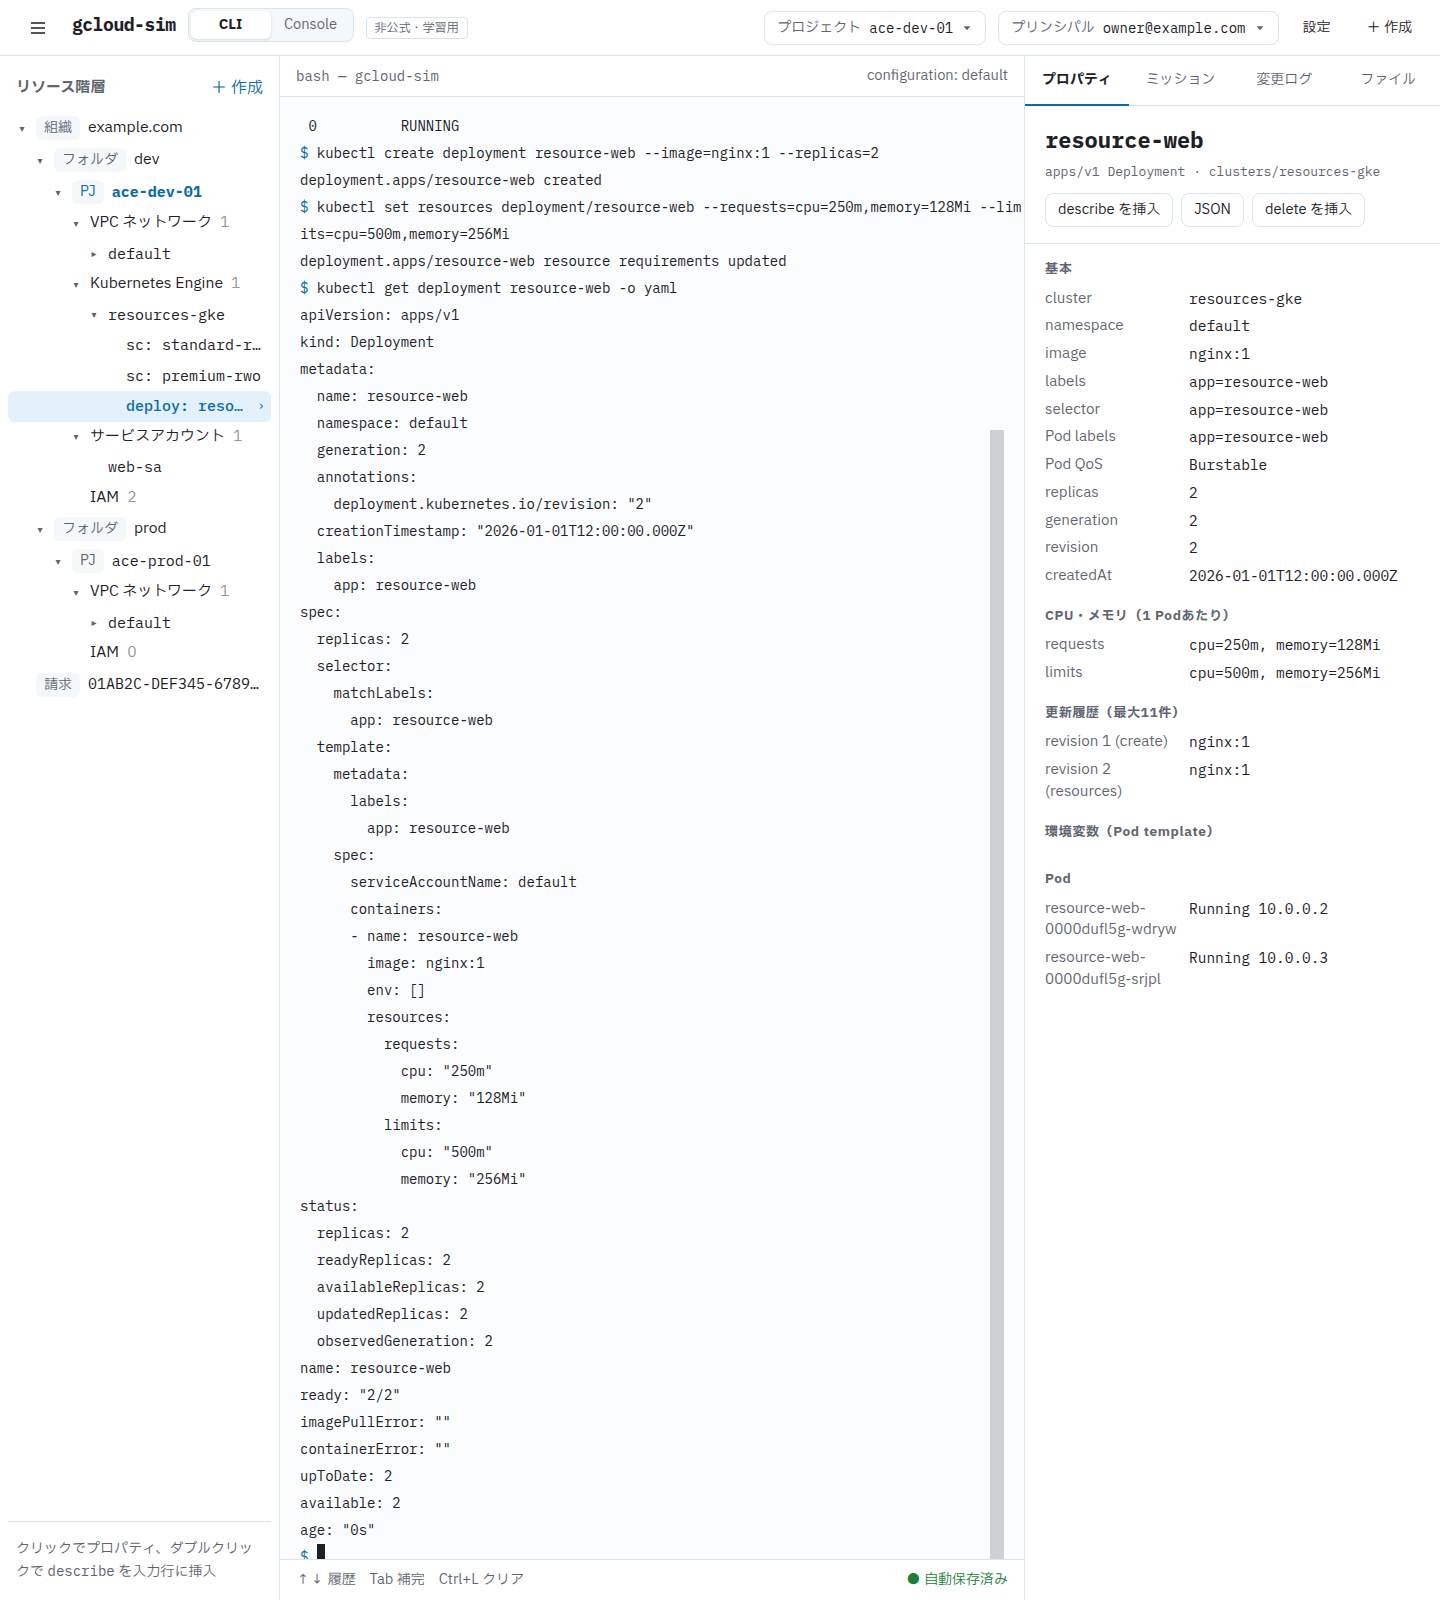 gcloud-sim CLI Console 非公式・学習用 プロジェクト ace-dev-01 プリンシパル owner@example.com 設定 ＋ 作成
リソース階層 ＋ 作成
組織 example.com
フォルダ dev
PJ ace-dev-01
VPC ネットワーク 1
default
Kubernetes Engine 1
resources-gke
sc: standard-r…
sc: premium-rwo
deploy: reso… ›
サービスアカウント 1
web-sa
IAM 2
フォルダ prod
PJ ace-prod-01
VPC ネットワーク 1
default
IAM 0
請求 01AB2C-DEF345-6789…
クリックでプロパティ、ダブルクリッ
クで describe を入力行に挿入
bash — gcloud-sim configuration: default
0 RUNNING
$ kubectl create deployment resource-web --image=nginx:1 --replicas=2
deployment.apps/resource-web created
$ kubectl set resources deployment/resource-web --requests=cpu=250m,memory=128Mi --lim
its=cpu=500m,memory=256Mi
deployment.apps/resource-web resource requirements updated
$ kubectl get deployment resource-web -o yaml
apiVersion: apps/v1
kind: Deployment
metadata:
  name: resource-web
  namespace: default
  generation: 2
  annotations:
    deployment.kubernetes.io/revision: "2"
  creationTimestamp: "2026-01-01T12:00:00.000Z"
  labels:
    app: resource-web
spec:
  replicas: 2
  selector:
    matchLabels:
      app: resource-web
  template:
    metadata:
      labels:
        app: resource-web
    spec:
      serviceAccountName: default
      containers:
      - name: resource-web
        image: nginx:1
        env: []
        resources:
          requests:
            cpu: "250m"
            memory: "128Mi"
          limits:
            cpu: "500m"
            memory: "256Mi"
status:
  replicas: 2
  readyReplicas: 2
  availableReplicas: 2
  updatedReplicas: 2
  observedGeneration: 2
name: resource-web
ready: "2/2"
imagePullError: ""
containerError: ""
upToDate: 2
available: 2
age: "0s"
$
↑↓ 履歴 Tab 補完 Ctrl+L クリア ● 自動保存済み
プロパティ ミッション 変更ログ ファイル
resource-web
apps/v1 Deployment · clusters/resources-gke
describe を挿入 JSON delete を挿入
基本
cluster resources-gke
namespace default
image nginx:1
labels app=resource-web
selector app=resource-web
Pod labels app=resource-web
Pod QoS Burstable
replicas 2
generation 2
revision 2
createdAt 2026-01-01T12:00:00.000Z
CPU・メモリ（1 Podあたり）
requests cpu=250m, memory=128Mi
limits cpu=500m, memory=256Mi
更新履歴（最大11件）
revision 1 (create) nginx:1
revision 2 nginx:1
(resources)
環境変数（Pod template）
Pod
resource-web- Running 10.0.0.2
0000dufl5g-wdryw
resource-web- Running 10.0.0.3
0000dufl5g-srjpl